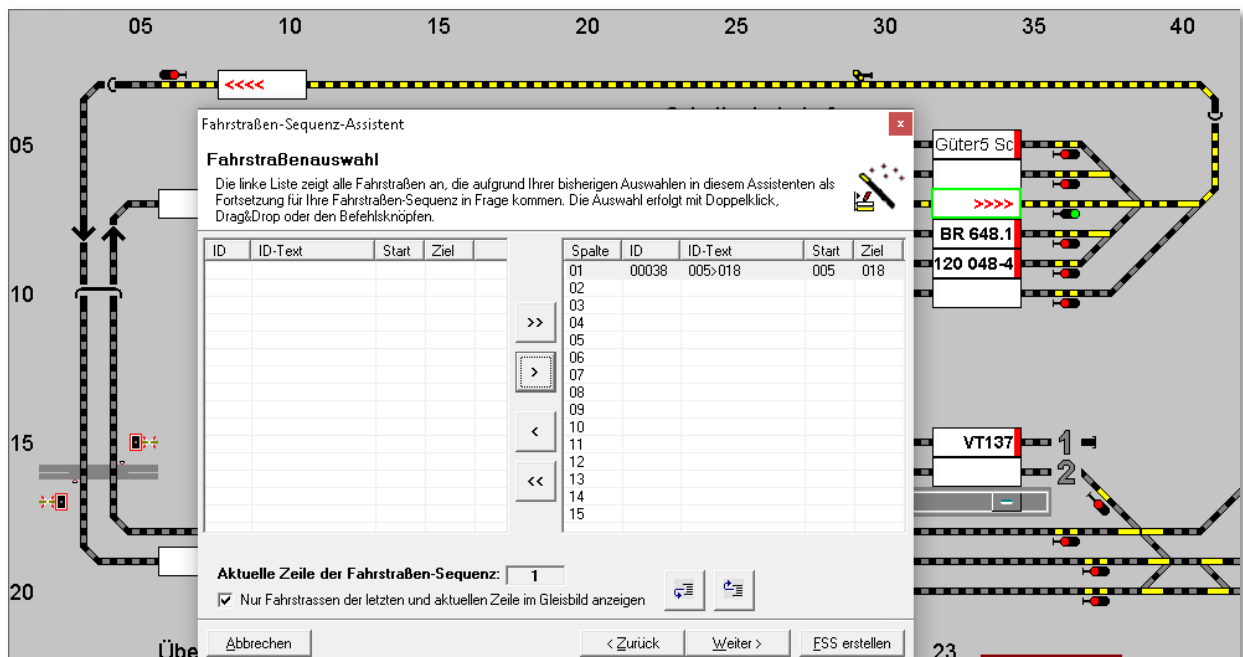 05 10 15 20 25 30 35 40
<<<<
Fahrstraßen-Sequenz-Assistent x
05
Güter5 Sc
Fahrstraßenauswahl
Die linke Liste zeigt alle Fahrstraßen an, die aufgrund Ihrer bisherigen Auswahlen in diesem Assistenten als
Fortsetzung für Ihre Fahrstraßen-Sequenz in Frage kommen. Die Auswahl erfolgt mit Doppelklick,
Drag&Drop oder den Befehlsknöpfen.
>>>>
BR 648.1
ID ID-Text Start Ziel
Spalte ID ID-Text Start Ziel
120 048-4
01 00038 005>018 005 018
02
10
03
>>
04
05
06
>
07
08
09
<
10
15
11
VT137 1
12
2
<<
13
14
15
Aktuelle Zeile der Fahrstraßen-Sequenz: 1
20
Nur Fahrstrassen der letzten und aktuellen Zeile im Gleisbild anzeigen
Abbrechen < Zurück Weiter > FSS erstellen
Übe
23